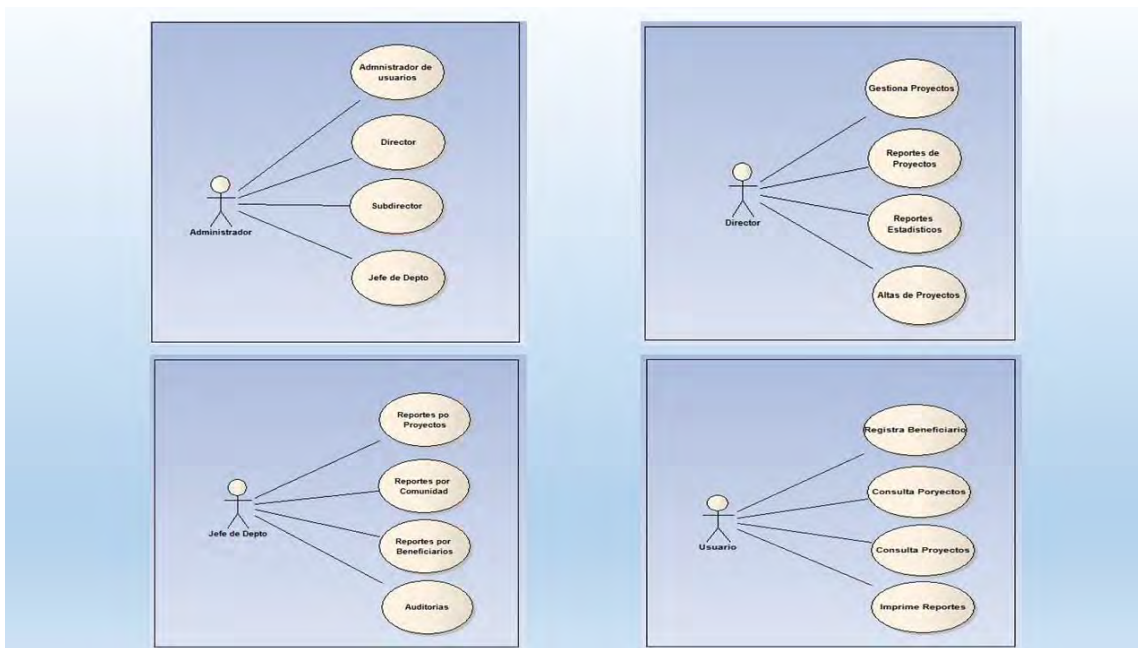 Admnistrador de
usuarios
Director
Subdirector
Jefe de Depto
Administrador
Gestiona Proyectos
Reportes de
Proyectos
Reportes
Estadisticos
Altas de Proyectos
Director
Reportes po
Proyectos
Reportes por
Comunidad
Reportes por
Beneficiarios
Auditorias
Jefe de Depto
Registra Beneficiario
Consulta Poryectos
Consulta Proyectos
Imprime Reportes
Usuario